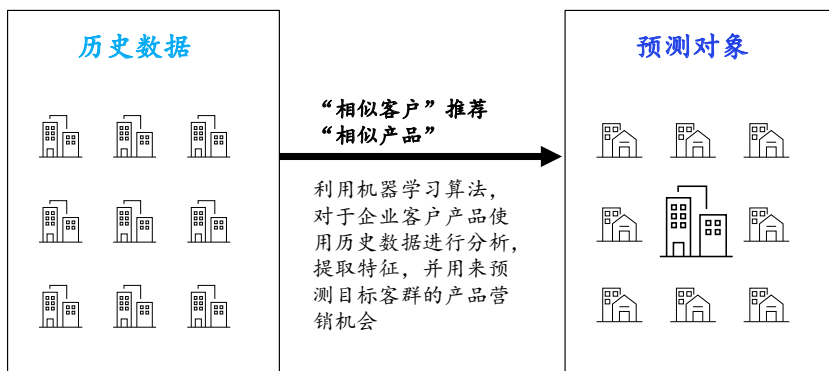 历史数据
“相似客户”推荐
“相似产品”
利用机器学习算法，
对于企业客户产品使
用历史数据进行分析，
提取特征，并用来预
测目标客群的产品营
销机会
预测对象